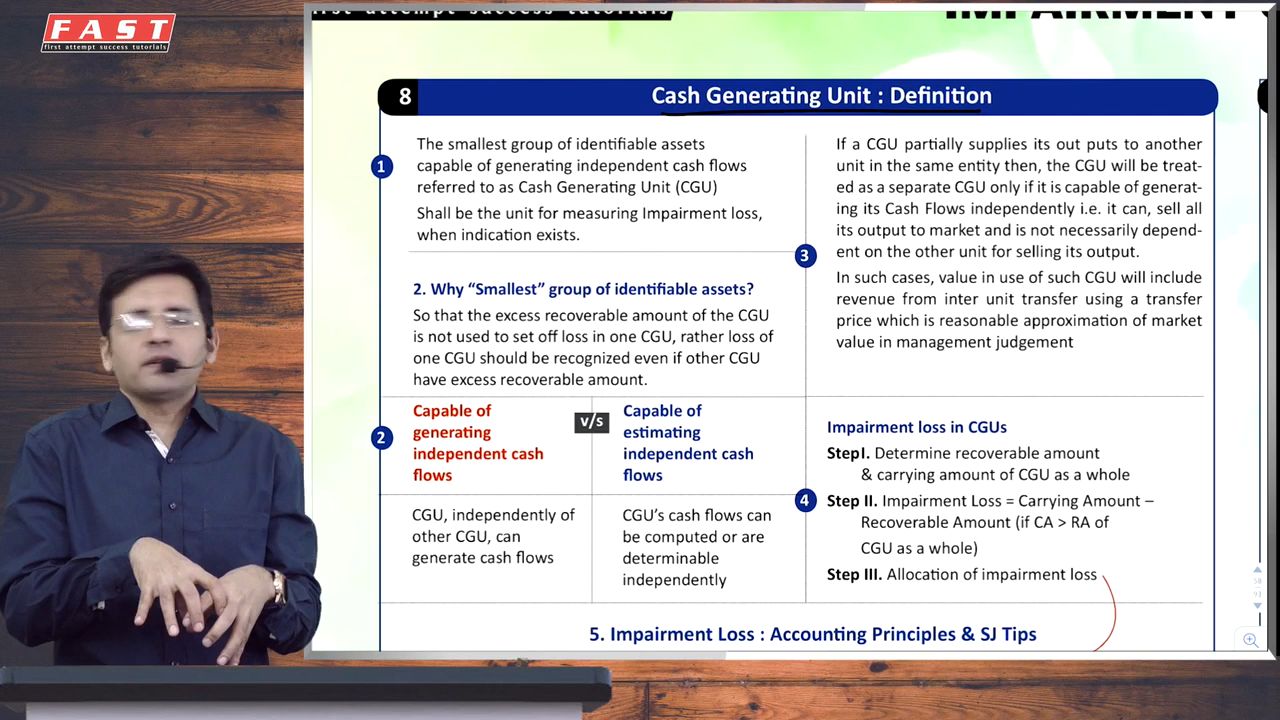 FAST
first attempt success tutorials
first attempt success tutorials
IMPAIRMENT
8
Cash Generating Unit : Definition
1
The smallest group of identifiable assets
capable of generating independent cash flows
referred to as Cash Generating Unit (CGU)
Shall be the unit for measuring Impairment loss,
when indication exists.
2. Why “Smallest” group of identifiable assets?
So that the excess recoverable amount of the CGU
is not used to set off loss in one CGU, rather loss of
one CGU should be recognized even if other CGU
have excess recoverable amount.
2
Capable of
generating
independent cash
flows
v/s
Capable of
estimating
independent cash
flows
CGU, independently of
other CGU, can
generate cash flows
CGU’s cash flows can
be computed or are
determinable
independently
3
If a CGU partially supplies its out puts to another
unit in the same entity then, the CGU will be treat-
ed as a separate CGU only if it is capable of generat-
ing its Cash Flows independently i.e. it can, sell all
its output to market and is not necessarily depend-
ent on the other unit for selling its output.
In such cases, value in use of such CGU will include
revenue from inter unit transfer using a transfer
price which is reasonable approximation of market
value in management judgement
4
Impairment loss in CGUs
StepI. Determine recoverable amount
& carrying amount of CGU as a whole
Step II. Impairment Loss = Carrying Amount –
Recoverable Amount (if CA > RA of
CGU as a whole)
Step III. Allocation of impairment loss
5. Impairment Loss : Accounting Principles & SJ Tips
58
93